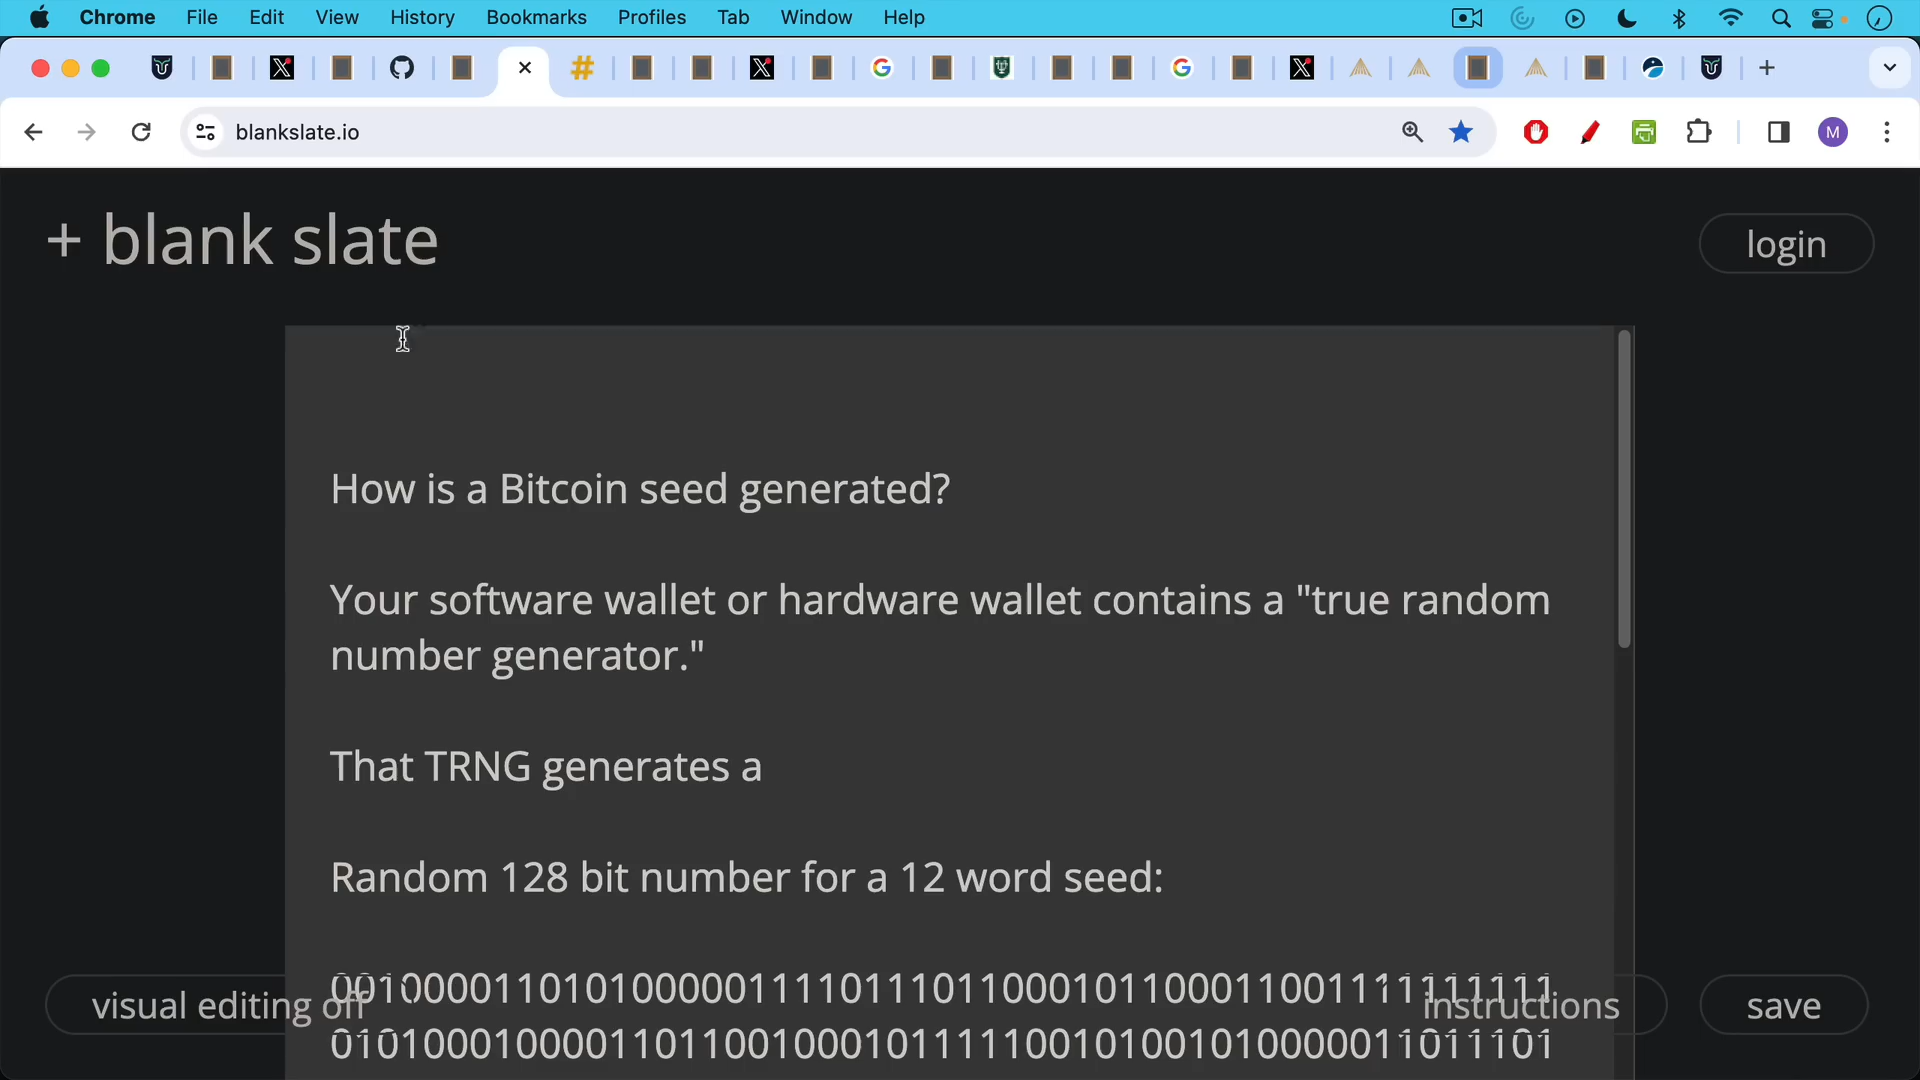 Chrome File Edit View History Bookmarks Profiles Tab Window Help
blankslate.io
M
+ blank slate
login
How is a Bitcoin seed generated?
Your software wallet or hardware wallet contains a "true random
number generator."
That TRNG generates a
Random 128 bit number for a 12 word seed:
visual editing off
instructions
save